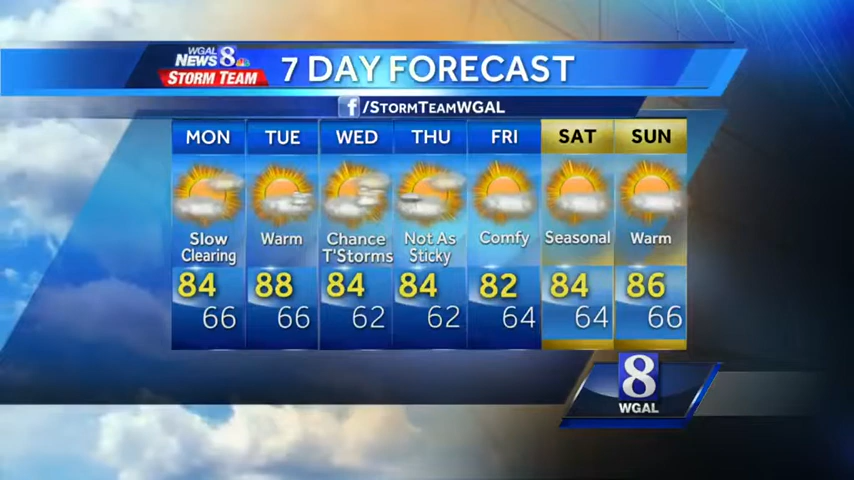 WGAL
NEWS 8
STORM TEAM
7 DAY FORECAST
f/STORMTEAMWGAL
MON TUE WED THU FRI SAT SUN
Slow Clearing Warm Chance T'Storms Not As Sticky Comfy Seasonal Warm
84 88 84 84 82 84 86
66 66 62 62 64 64 66
8
WGAL